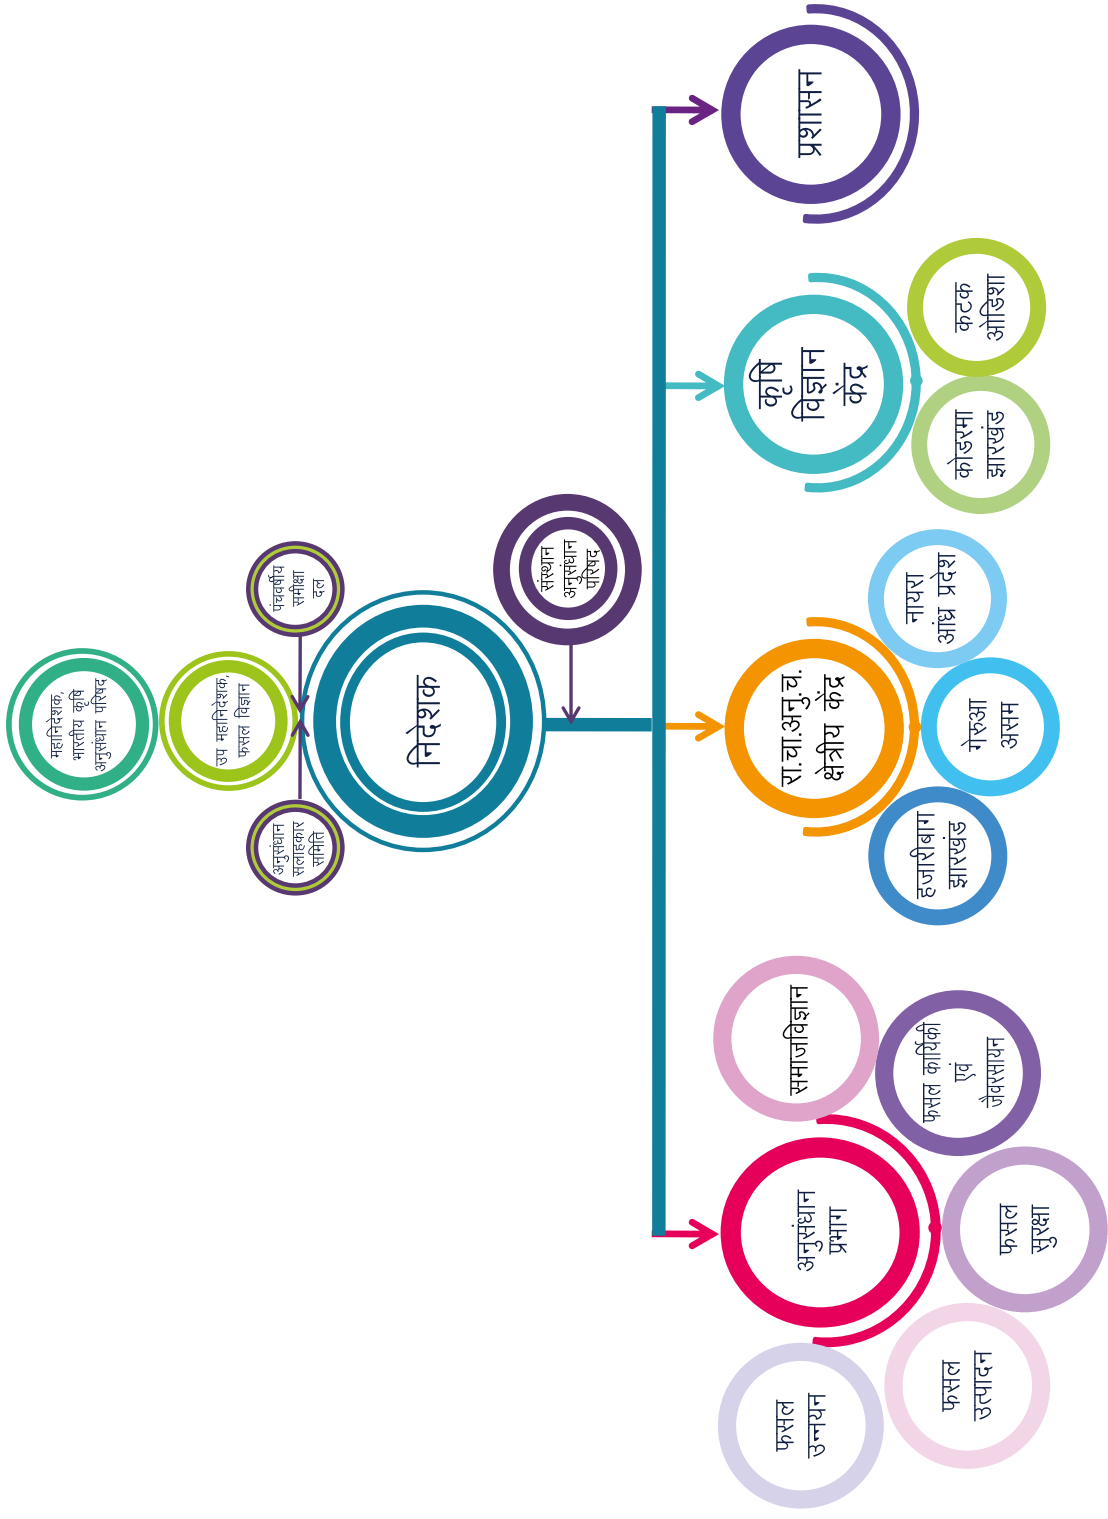 महानिदेशक,
भारतीय कृषि
अनुसंधान परिषद
उप महानिदेशक,
फसल विज्ञान
अनुसंधान
सलाहकार
समिति
पंचवर्षीय
समीक्षा
दल
निदेशक
संस्थान
अनुसंधान
परिषद
अनुसंधान
प्रभाग
फसल
उन्नयन
फसल
उत्पादन
फसल
सुरक्षा
फसल कार्यिकी
एवं
जैवरसायन
समाजविज्ञान
रा.चा.अनु.च.
क्षेत्रीय केंद्र
हजारीबाग
झारखंड
गेरुआ
असम
नायरा
आंध्र प्रदेश
कृषि
विज्ञान
केंद्र
कोडरमा
झारखंड
कटक
ओडिशा
प्रशासन